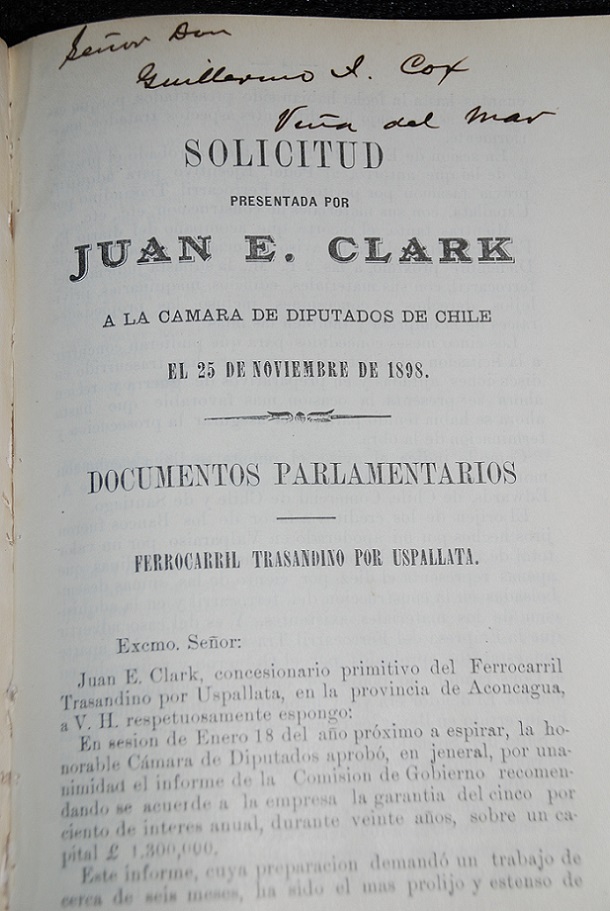 Señor Don
Guillermo I. Cox
Viña del Mar
SOLICITUD
PRESENTADA POR
JUAN E. CLARK
A LA CAMARA DE DIPUTADOS DE CHILE
EL 25 DE NOVIEMBRE DE 1898.
DOCUMENTOS PARLAMENTARIOS
FERROCARRIL TRASANDINO POR USPALLATA.
Excmo. Señor:
Juan E. Clark, concesionario primitivo del Ferrocarril
Trasandino por Uspallata, en la provincia de Aconcagua,
a V. H. respetuosamente espongo:
En sesion de Enero 18 del año próximo a espirar, la ho-
norable Cámara de Diputados aprobó, en jeneral, por una-
nimidad el informe de la Comision de Gobierno recomen-
dando se acuerde a la empresa la garantia del cinco por
ciento de interes anual, durante veinte años, sobre un ca-
pital £ 1.300,000.
Este informe, cuya preparacion demandó un trabajo de
cerca de seis meses, ha sido el mas prolijo y estenso de